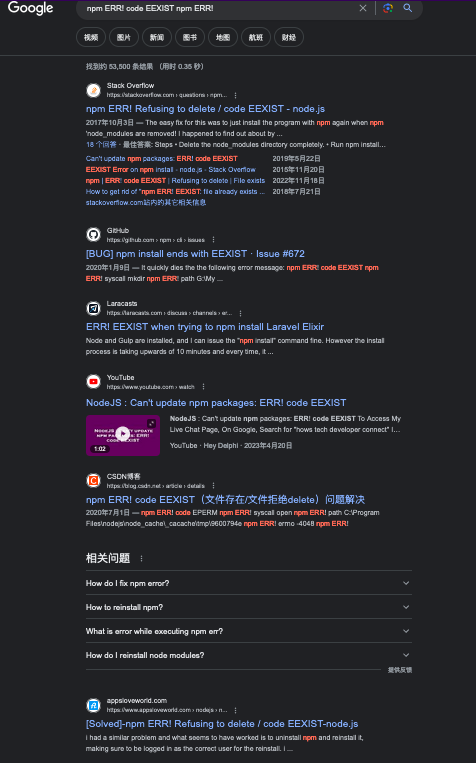 Google
npm ERR! code EEXIST npm ERR!
视频
图片
新闻
图书
地图
航班
财经
找到约 53,500 条结果 （用时 0.35 秒）
Stack Overflow
https://stackoverflow.com › questions › npm...
npm ERR! Refusing to delete / code EEXIST - node.js
2017年10月3日 — The easy fix for this was to just install the program with npm again when npm
'node_modules are removed! I happened to find out about by ...
18 个回答 · 最佳答案: Steps • Delete the node_modules directory completely. • Run npm install...
Can't update npm packages: ERR! code EEXIST 2019年5月22日
EEXIST Error on npm install - node.js - Stack Overflow 2015年11月20日
npm | ERR! code EEXIST | Refusing to delete | File exists 2022年11月18日
How to get rid of "npm ERR! EEXIST: file already exists ... 2018年7月21日
stackoverflow.com站内的其它相关信息
GitHub
https://github.com › npm › cli › issues
[BUG] npm install ends with EEXIST · Issue #672
2020年1月9日 — It quickly dies the the following error message: npm ERR! code EEXIST npm
ERR! syscall mkdir npm ERR! path G:\My ...
Laracasts
https://laracasts.com › discuss › channels › er...
ERR! EEXIST when trying to npm install Laravel Elixir
Node and Gulp are installed, and I can issue the "npm install" command fine. However the install
process is taking upwards of 10 minutes and every time, it ...
YouTube
https://www.youtube.com › watch
NodeJS : Can't update npm packages: ERR! code EEXIST
NodeJS : Can't update
npm packages: ERR!
code EEXIST
1:02
NodeJS : Can't update npm packages: ERR! code EEXIST To Access My
Live Chat Page, On Google, Search for "hows tech developer connect" I...
YouTube · Hey Delphi · 2023年4月20日
CSDN博客
https://blog.csdn.net › article › details
npm ERR! code EEXIST（文件存在/文件拒绝delete）问题解决
2020年7月1日 — npm ERR! code EPERM npm ERR! syscall open npm ERR! path C:\Program
Files\nodejs\node_cache\_cacache\tmp\9600794e npm ERR! errno -4048 npm ERR!
相关问题
How do I fix npm error?
How to reinstall npm?
What is error while executing npm err?
How do I reinstall node modules?
提供反馈
appsloveworld.com
https://www.appsloveworld.com › nodejs › n...
[Solved]-npm ERR! Refusing to delete / code EEXIST-node.js
i had a similar problem and what seems to have worked is to uninstall npm and reinstall it,
making sure to be logged in as the correct user for the reinstall. i ...